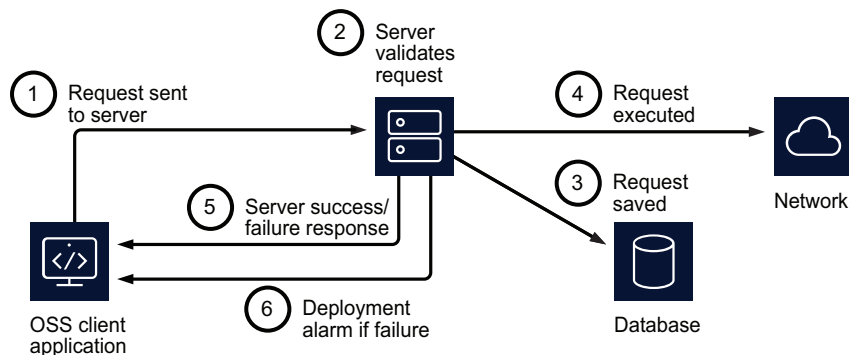 2
Server
validates
request
1
Request sent
to server
4
Request
executed
3
Request
saved
Network
5
Server success/
failure response
</>
6
Deployment
alarm if failure
OSS client
application
Database